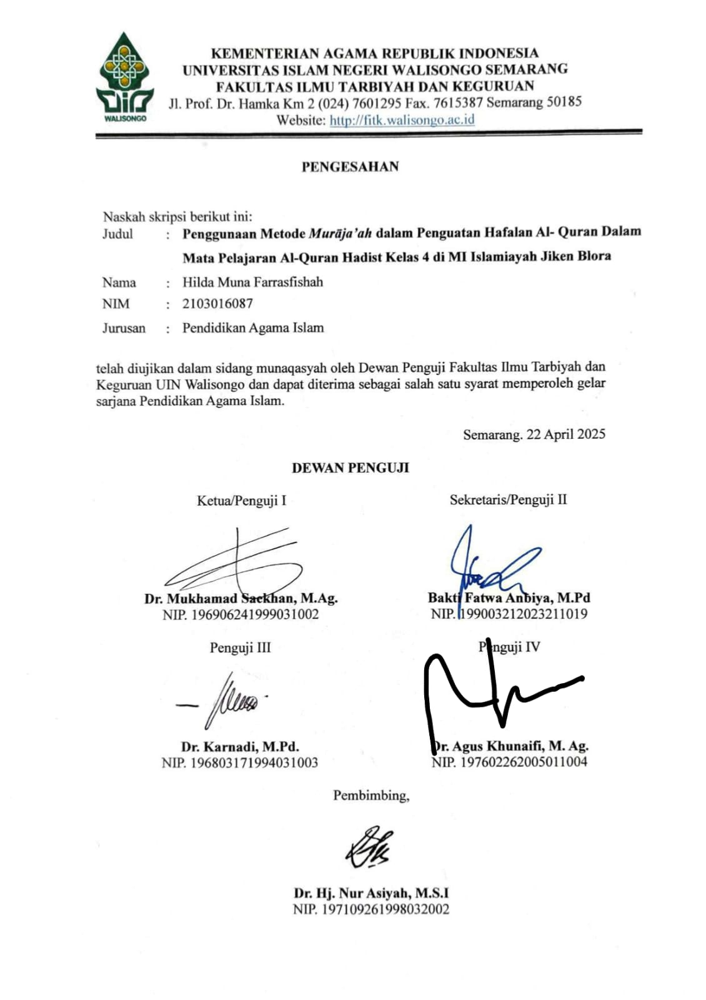 KEMENTERIAN AGAMA REPUBLIK INDONESIA
UNIVERSITAS ISLAM NEGERI WALISONGO SEMARANG
FAKULTAS ILMU TARBIYAH DAN KEGURUAN
Jl. Prof. Dr. Hamka Km 2 (024) 7601295 Fax. 7615387 Semarang 50185
Website: http://fitk.walisongo.ac.id
WALISONGO
PENGESAHAN
Naskah skripsi berikut ini:
Judul : Penggunaan Metode Murāja’ah dalam Penguatan Hafalan Al- Quran Dalam
Mata Pelajaran Al-Quran Hadist Kelas 4 di MI Islamiayah Jiken Blora
Nama : Hilda Muna Farrasfishah
NIM : 2103016087
Jurusan : Pendidikan Agama Islam
telah diujikan dalam sidang munaqasyah oleh Dewan Penguji Fakultas Ilmu Tarbiyah dan
Keguruan UIN Walisongo dan dapat diterima sebagai salah satu syarat memperoleh gelar
sarjana Pendidikan Agama Islam.
Semarang. 22 April 2025
DEWAN PENGUJI
Ketua/Penguji I
Sekretaris/Penguji II
Dr. Mukhamad Saekhan, M.Ag.
NIP. 196906241999031002
Bakti Fatwa Anbiya, M.Pd
NIP. 199003212023211019
Penguji III
Penguji IV
Dr. Karnadi, M.Pd.
NIP. 196803171994031003
Dr. Agus Khunaifi, M. Ag.
NIP. 197602262005011004
Pembimbing,
Dr. Hj. Nur Asiyah, M.S.I
NIP. 197109261998032002